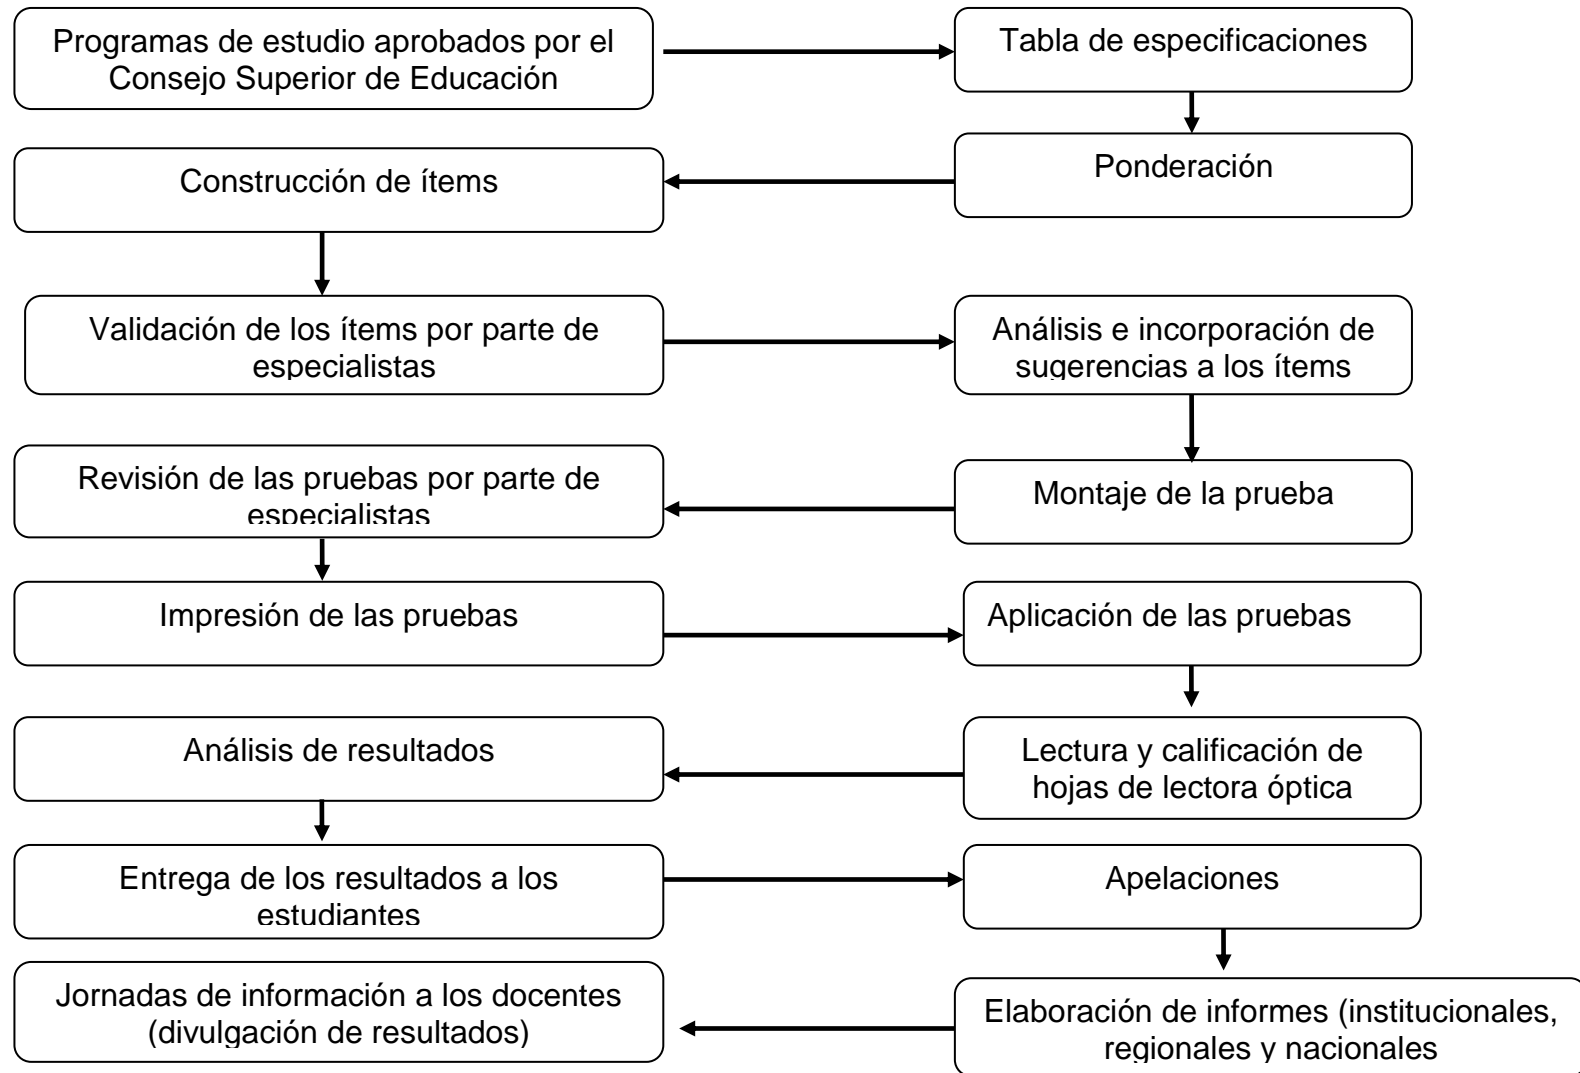 Programas de estudio aprobados por el
Consejo Superior de Educación
Tabla de especificaciones
Ponderación
Construcción de ítems
Validación de los ítems por parte de
especialistas
Análisis e incorporación de
sugerencias a los ítems
Montaje de la prueba
Revisión de las pruebas por parte de
especialistas
Impresión de las pruebas
Aplicación de las pruebas
Lectura y calificación de
hojas de lectora óptica
Análisis de resultados
Entrega de los resultados a los
estudiantes
Apelaciones
Elaboración de informes (institucionales,
regionales y nacionales
Jornadas de información a los docentes
(divulgación de resultados)